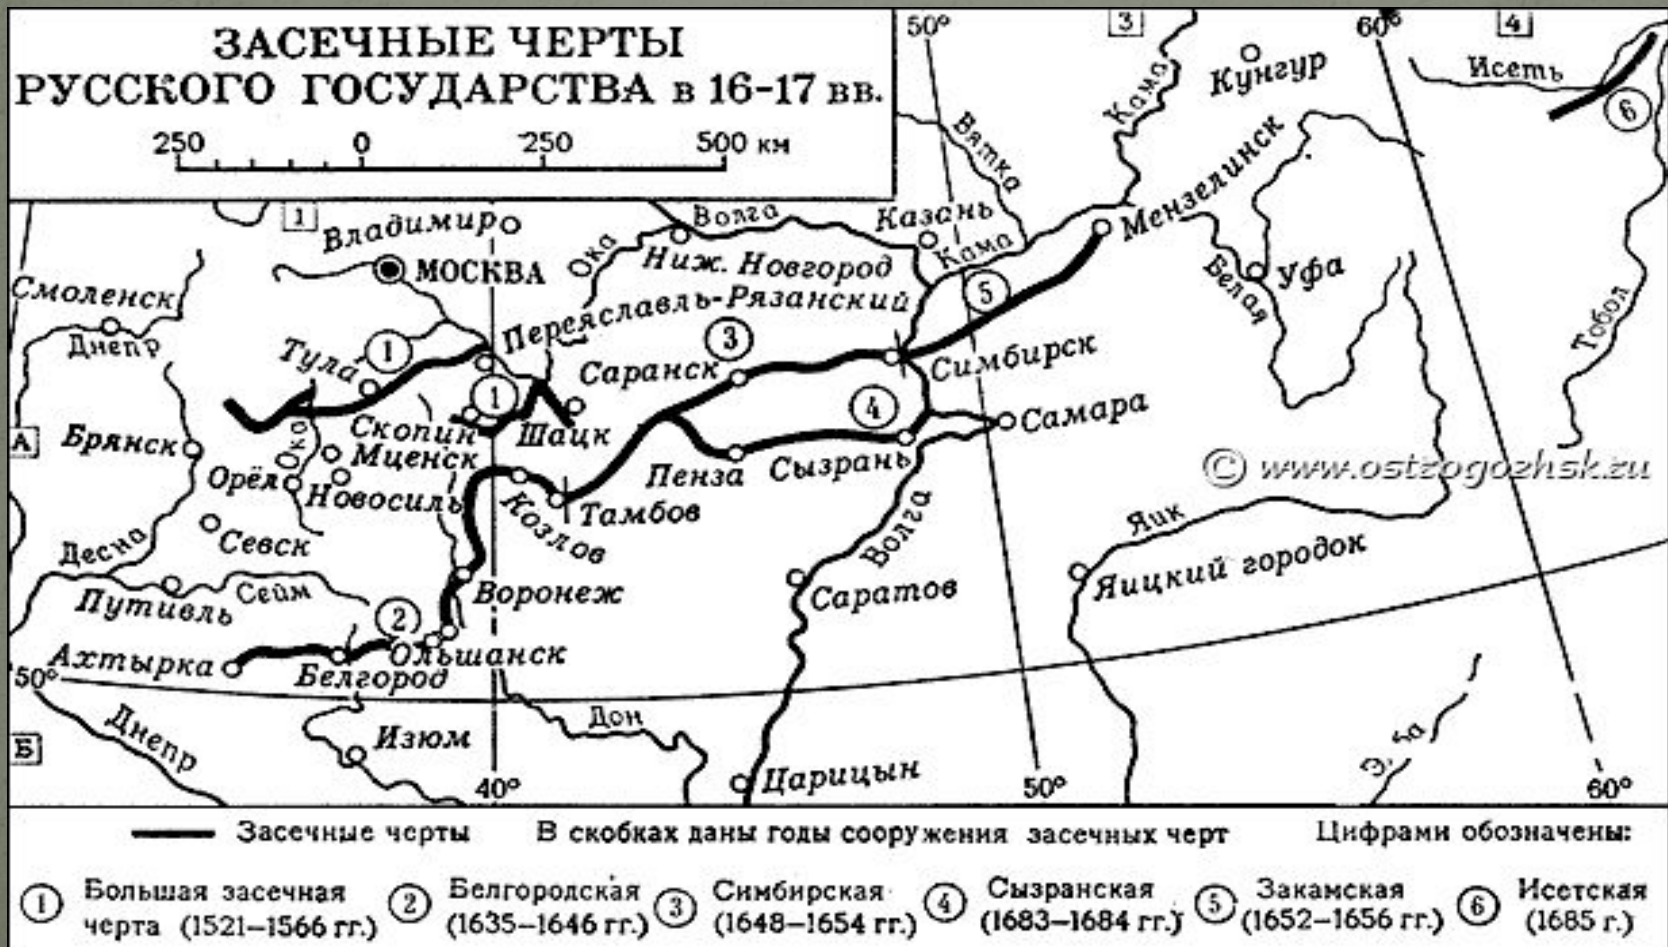 ЗАСЕЧНЫЕ ЧЕРТЫ
РУССКОГО ГОСУДАРСТВА в 16-17 вв.
250 0 250 500 км
50°
3
60°
4
Исеть
6
Кунгур
Кама
Вятка
Мензелинск
1
Владимир
Волга
Казань
Ока
Ниж. Новгород
Кама
МОСКВА
Белая
Уфа
Смоленск
Переяславль-Рязанский
5
Тобол
Днепр
Тула
1
3
Саранск
Симбирск
1
4
Самара
А
Брянск
Скопин
Шацк
Ока
Мценск
Пенза
Сызрань
© www.ostrogozhsk.ru
Орёл
Новосиль
Козлов
Тамбов
Волга
Яик
Десна
Севск
Яицкий городок
Путивль
Сейм
Воронеж
Саратов
2
Ахтырка
Ольшанск
Белгород
50°
Днепр
Изюм
Дон
Б
Царицын
40°
50°
60°
Засечные черты В скобках даны годы сооружения засечных черт Цифрами обозначены:
1 Большая засечная 2 Белгородская 3 Симбирская 4 Сызранская 5 Закамская 6 Исетская
черта (1521–1566 гг.) (1635–1646 гг.) (1648–1654 гг.) (1683–1684 гг.) (1652–1656 гг.) (1685 г.)